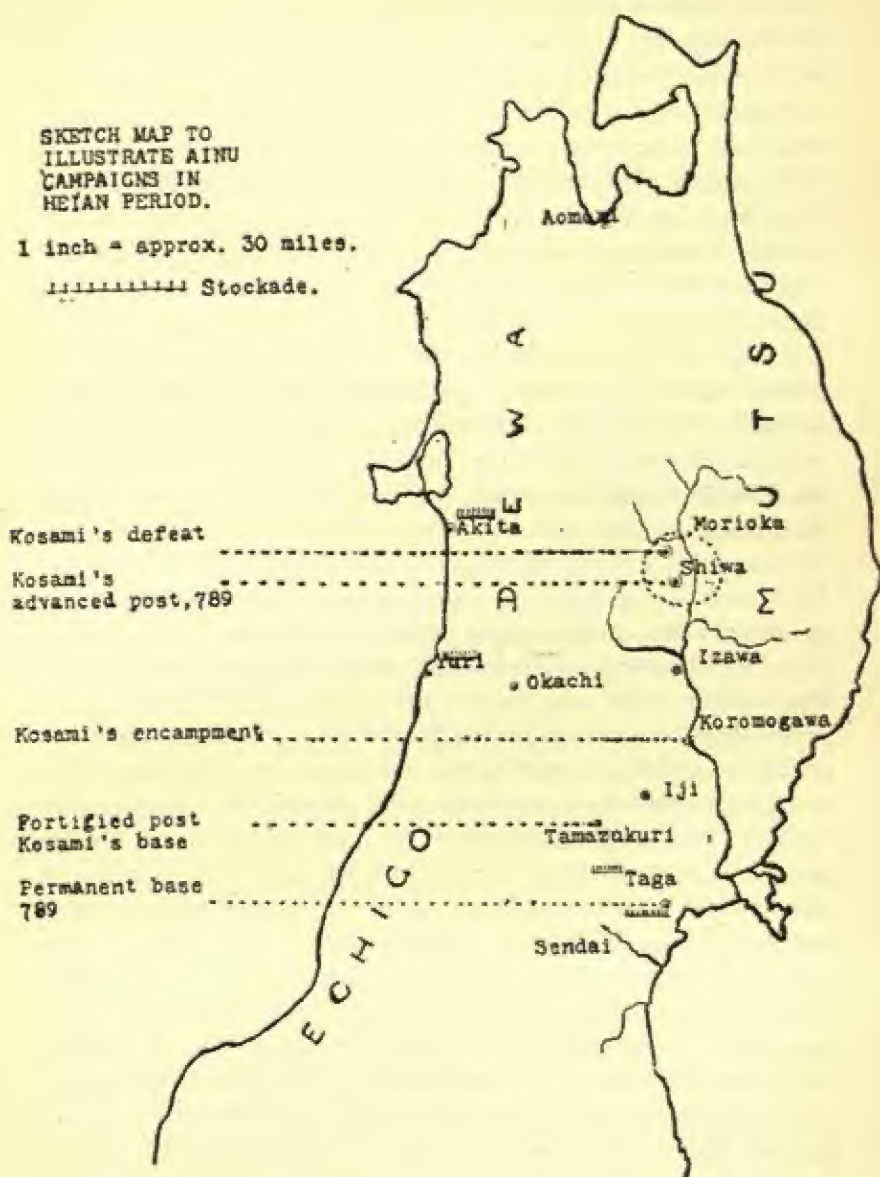 SKETCH MAP TO
ILLUSTRATE AINU
CAMPAIGNS IN
HEIAN PERIOD.
1 inch = approx. 30 miles.
Stockade.
Aomori
DEWA
MUTSU
Kosami's defeat
Akita
Morioka
Kosami's
advanced post,789
Shiwa
Yuri
Okachi
Izawa
Kosami's encampment
Koromogawa
Iji
Fortified post
Kosami's base
Tamazukuri
Permanent base
789
Taga
Sendai
ECHIGO